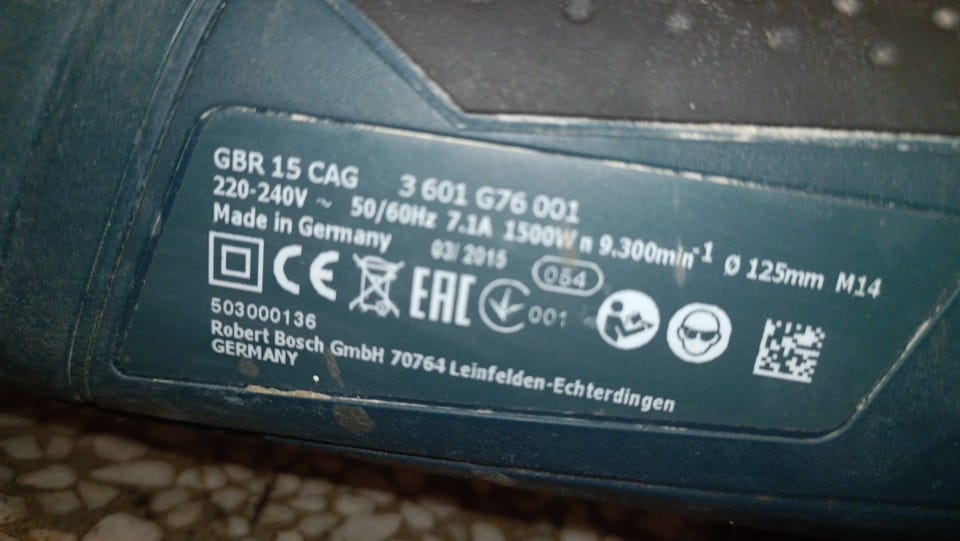 GBR 15 CAG 3 601 G76 001
220-240V ~ 50/60Hz 7.1A 1500W n 9.300min-1 Ø 125mm M14
Made in Germany 03/2015
064
CE EAC 001
503000136
Robert Bosch GmbH 70764 Leinfelden-Echterdingen
GERMANY